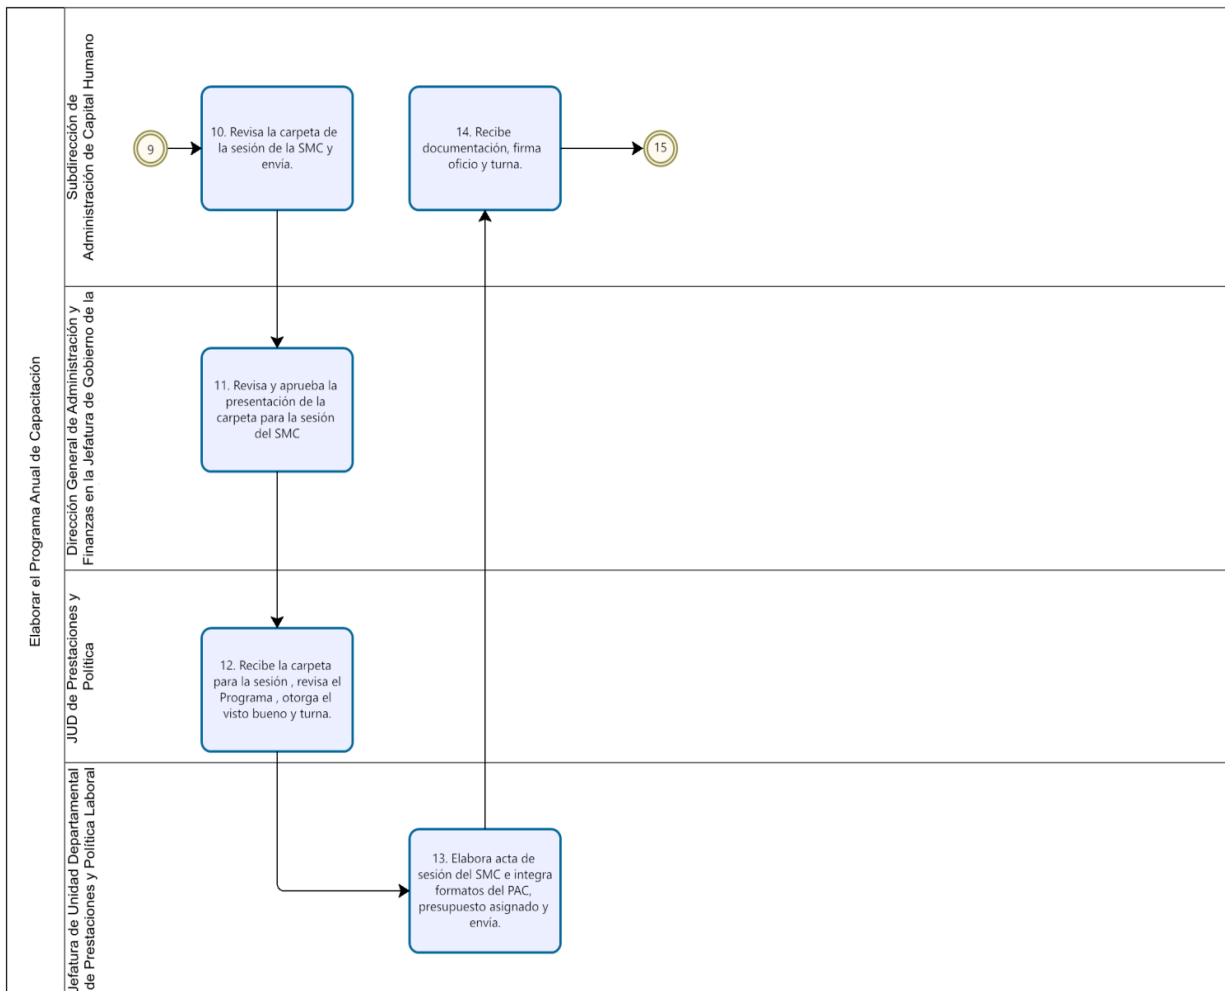 Elaborar el Programa Anual de Capacitación
Subdirección de
Administración de Capital Humano
9
10. Revisa la carpeta de
la sesión de la SMC y
envía.
14. Recibe
documentación, firma
oficio y turna.
15
Dirección General de Administración y
Finanzas en la Jefatura de Gobierno de la
11. Revisa y aprueba la
presentación de la
carpeta para la sesión
del SMC
JUD de Prestaciones y
Política
12. Recibe la carpeta
para la sesión , revisa el
Programa , otorga el
visto bueno y turna.
Jefatura de Unidad Departamental
de Prestaciones y Política Laboral
13. Elabora acta de
sesión del SMC e integra
formatos del PAC,
presupuesto asignado y
envía.